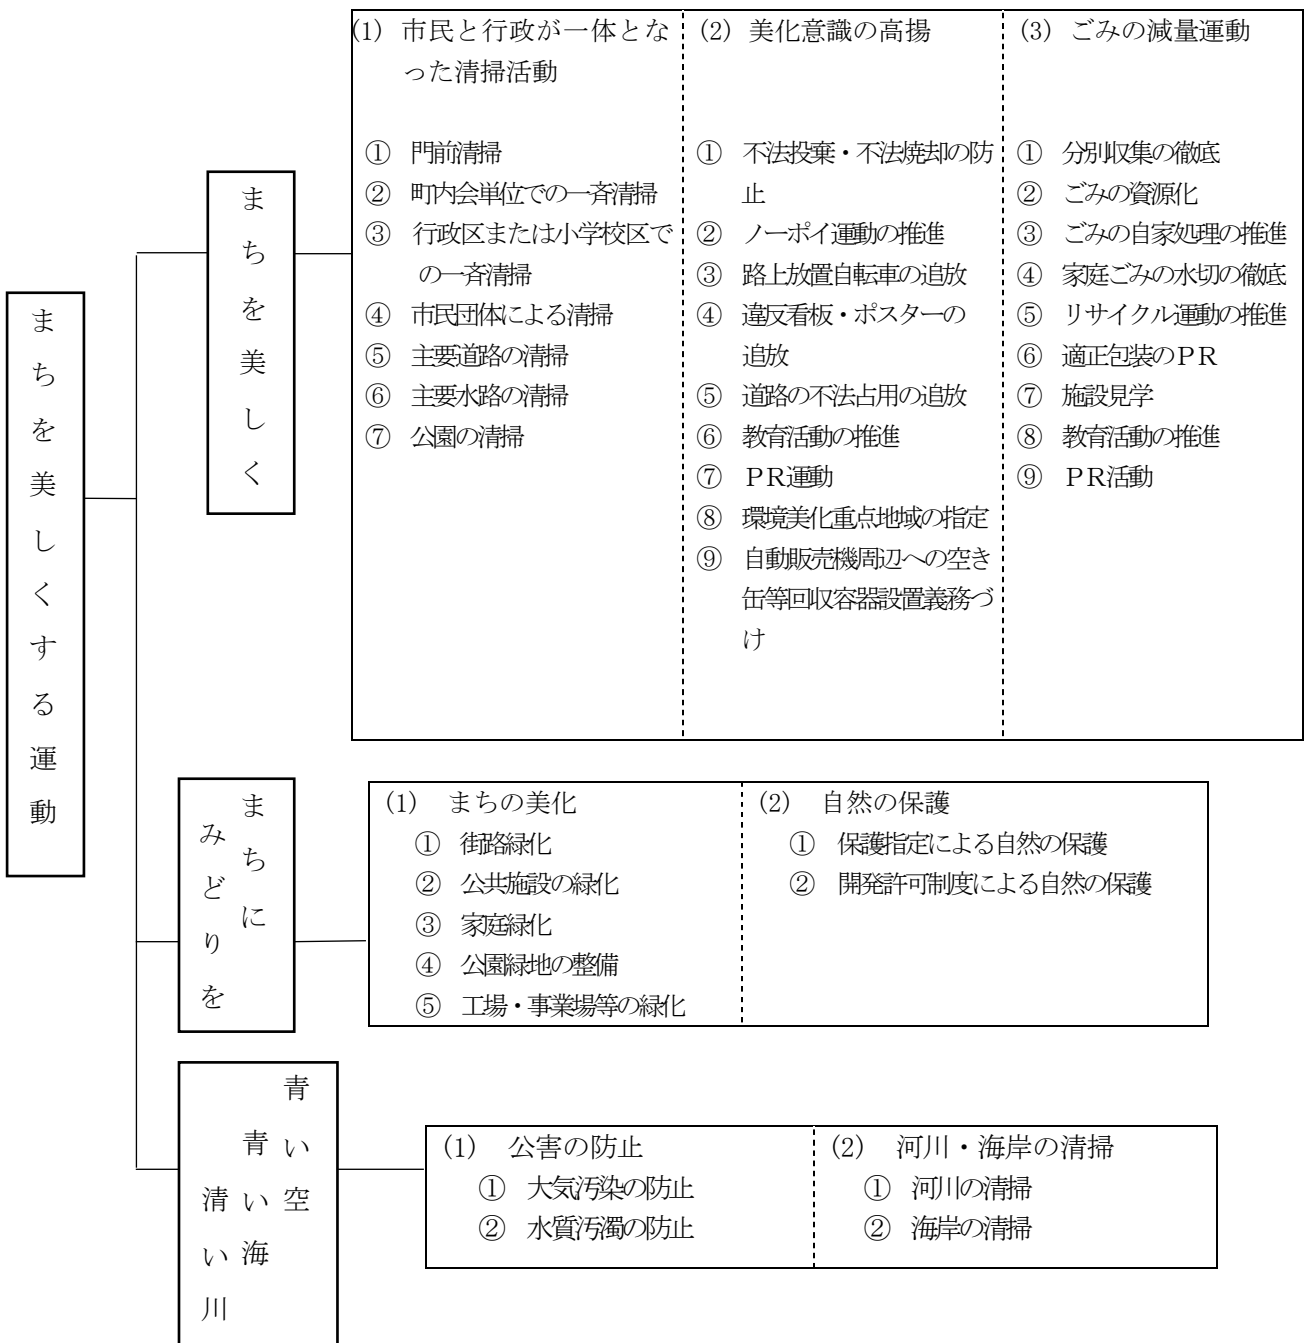 まちを美しくする運動
まちを美しく
(1) 市民と行政が一体とな
った清掃活動
① 門前清掃
② 町内会単位での一斉清掃
③ 行政区または小学校区で
の一斉清掃
④ 市民団体による清掃
⑤ 主要道路の清掃
⑥ 主要水路の清掃
⑦ 公園の清掃
(2) 美化意識の高揚
① 不法投棄・不法焼却の防
止
② ノーポイ運動の推進
③ 路上放置自転車の追放
④ 違反看板・ポスターの
追放
⑤ 道路の不法占用の追放
⑥ 教育活動の推進
⑦ ＰＲ運動
⑧ 環境美化重点地域の指定
⑨ 自動販売機周辺への空き
缶等回収容器設置義務づ
け
(3) ごみの減量運動
① 分別収集の徹底
② ごみの資源化
③ ごみの自家処理の推進
④ 家庭ごみの水切の徹底
⑤ リサイクル運動の推進
⑥ 適正包装のＰＲ
⑦ 施設見学
⑧ 教育活動の推進
⑨ ＰＲ活動
まちに
みどりを
(1) まちの美化
① 街路緑化
② 公共施設の緑化
③ 家庭緑化
④ 公園緑地の整備
⑤ 工場・事業場等の緑化
(2) 自然の保護
① 保護指定による自然の保護
② 開発許可制度による自然の保護
青い空
青い海
清い川
(1) 公害の防止
① 大気汚染の防止
② 水質汚濁の防止
(2) 河川・海岸の清掃
① 河川の清掃
② 海岸の清掃